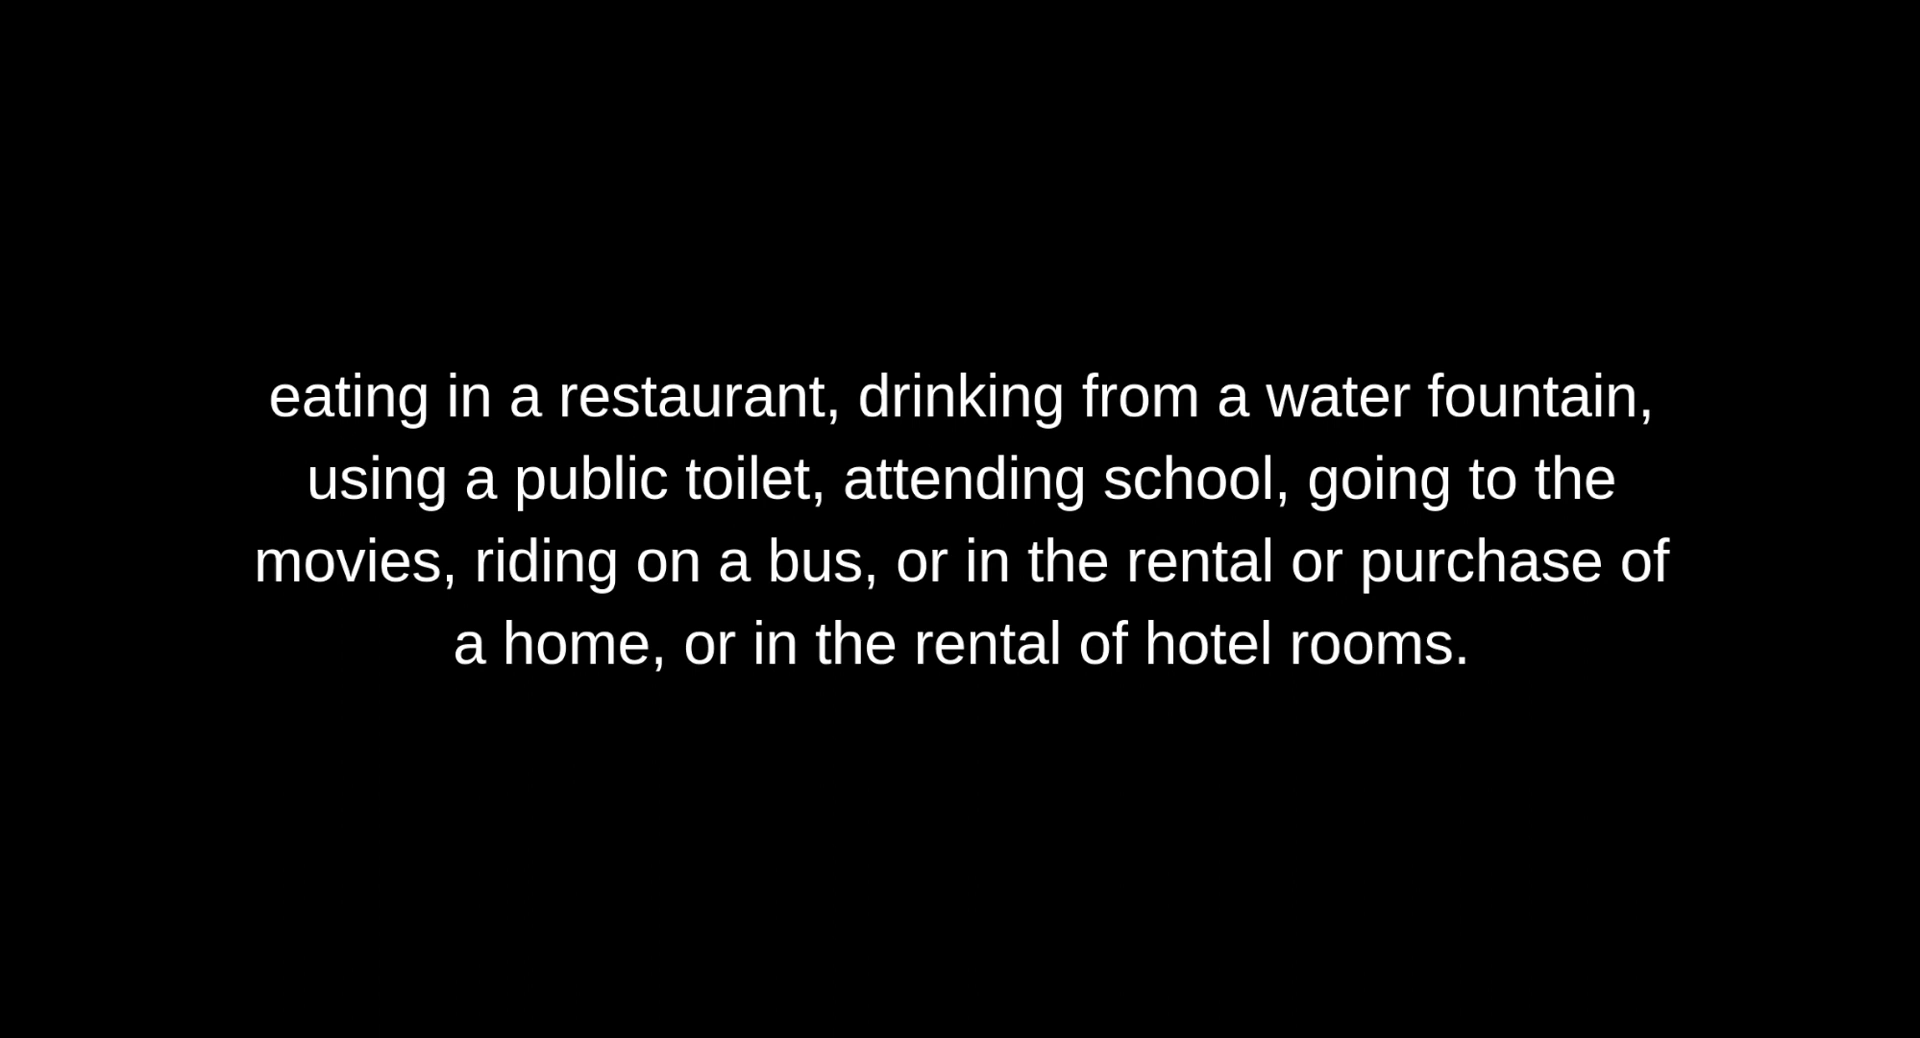 eating in a restaurant, drinking from a water fountain,
using a public toilet, attending school, going to the
movies, riding on a bus, or in the rental or purchase of
a home, or in the rental of hotel rooms.